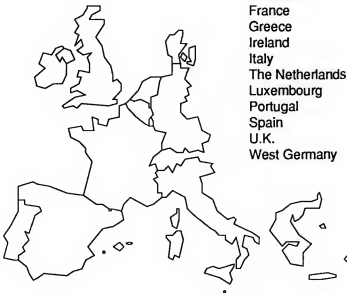 France
Greece
Ireland
Italy
The Netherlands
Luxembourg
Portugal
Spain
U.K.
West Germany